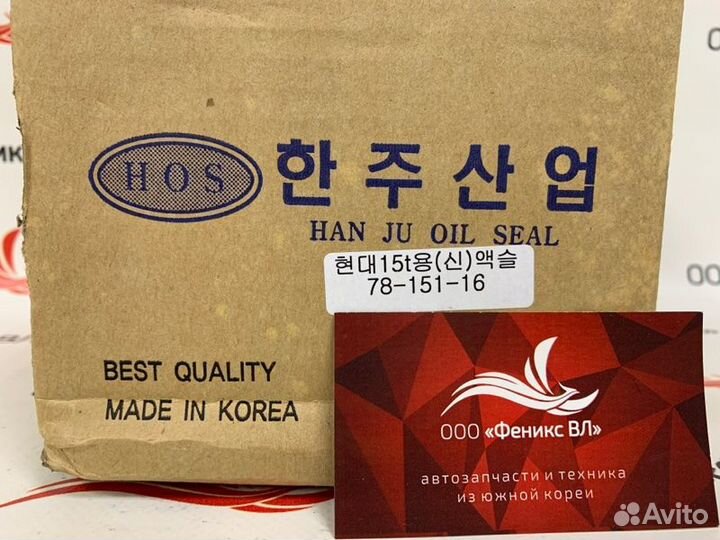 HOS
한주산업
HAN JU OIL SEAL
현대15t용(신)액슬
78-151-16
BEST QUALITY
MADE IN KOREA
ООО «Феникс ВЛ»
автозапчасти и техника
из южной кореи
Avito